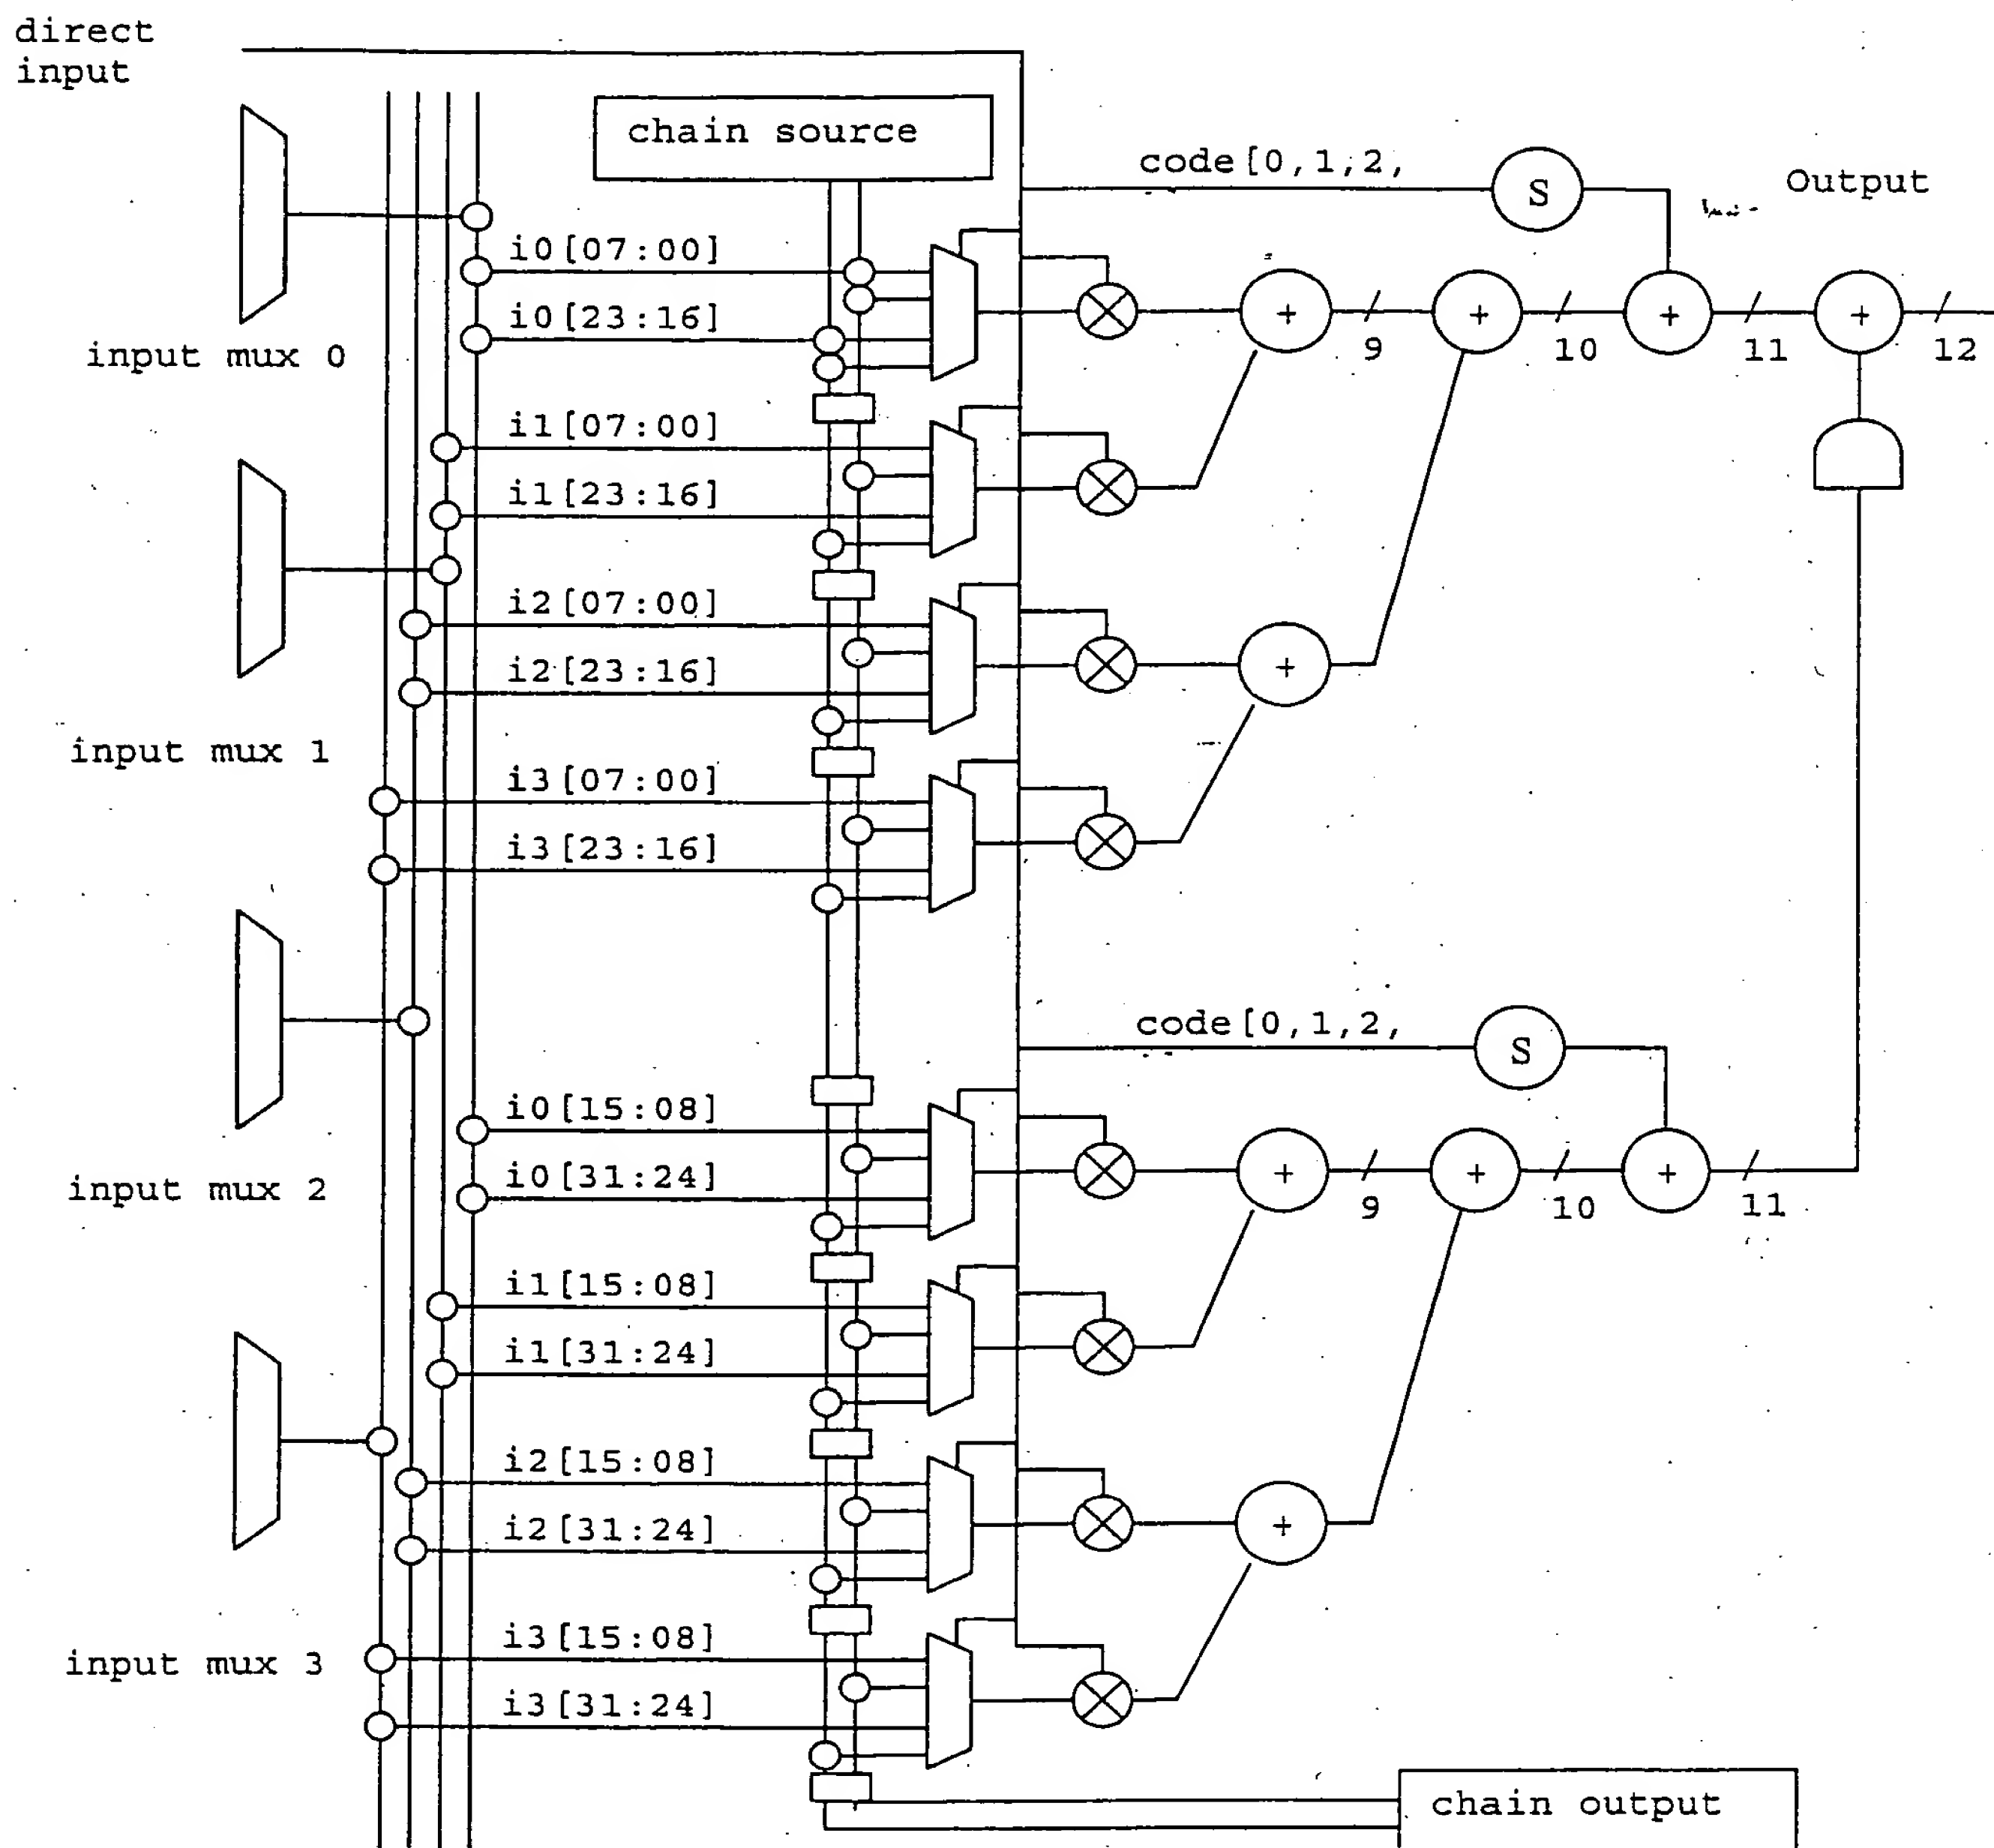 direct
input
chain source
code[0,1,2,
S
Output
i0[07:00]
i0[23:16]
input mux 0
+
9
+
10
+
11
+
12
i1[07:00]
i1[23:16]
i2[07:00]
i2[23:16]
+
input mux 1
i3[07:00]
i3[23:16]
code[0,1,2,
S
i0[15:08]
i0[31:24]
input mux 2
+
9
+
10
+
11
i1[15:08]
i1[31:24]
i2[15:08]
i2[31:24]
+
i3[15:08]
input mux 3
i3[31:24]
chain output